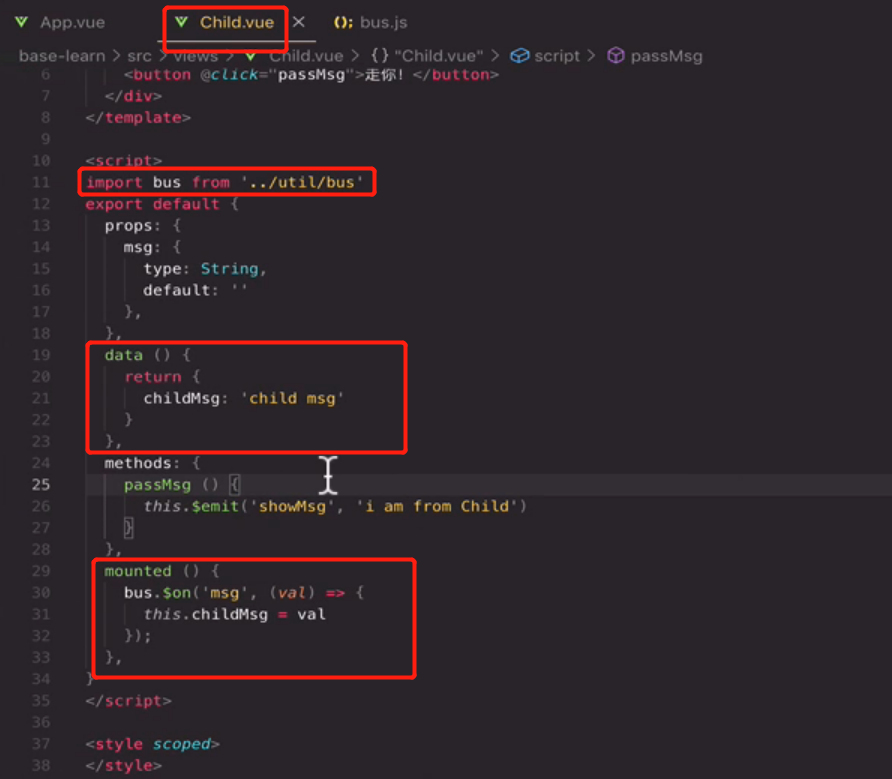 App.vue Child.vue × bus.js
base-learn > src > views > Child.vue > {} "Child.vue" > script > passMsg
6 <button @click="passMsg">走你! </button>
7 </div>
8 </template>
9
10 <script>
11 import bus from '../util/bus'
12 export default {
13 props: {
14 msg: {
15 type: String,
16 default: ''
17 },
18 },
19 data () {
20 return {
21 childMsg: 'child msg'
22 }
23 },
24 methods: {
25 passMsg () {
26 this.$emit('showMsg', 'i am from Child')
27 }
28 },
29 mounted () {
30 bus.$on('msg', (val) => {
31 this.childMsg = val
32 });
33 },
34 }
35 </script>
36
37 <style scoped>
38 </style>